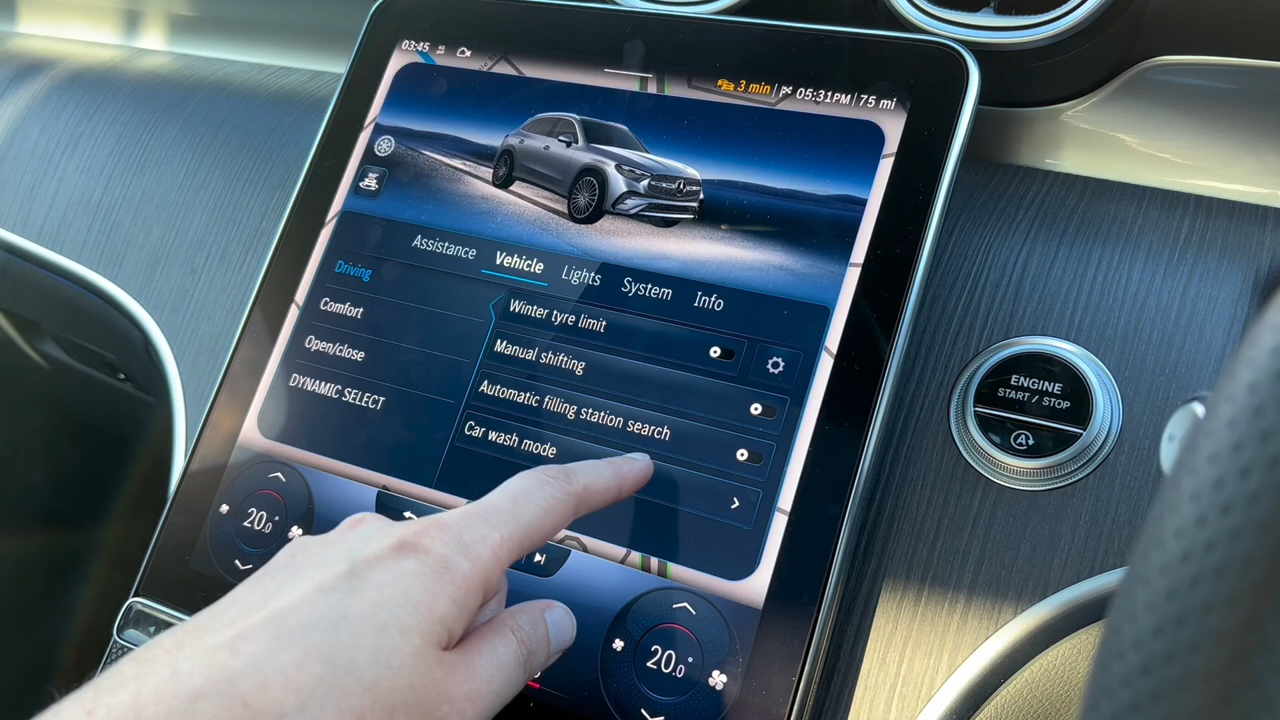 03:45
3 min | 05:31PM | 75 mi
Assistance Vehicle Lights System Info
Driving
Comfort
Open/close
DYNAMIC SELECT
Winter tyre limit
Manual shifting
Automatic filling station search
Car wash mode
20.0°
20.0°
ENGINE
START / STOP
A